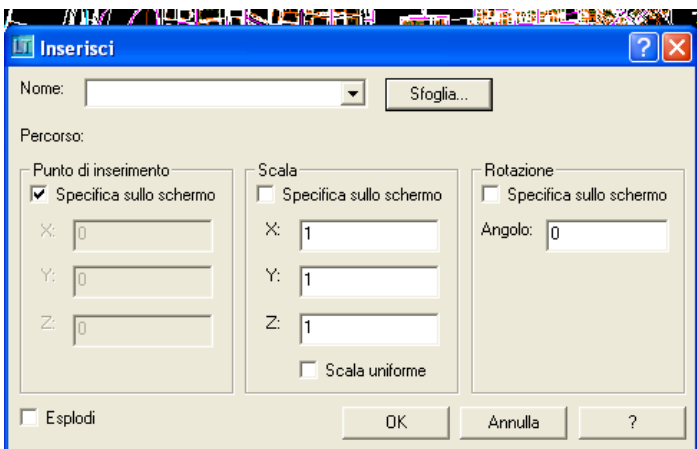 LT Inserisci ?
Nome: Sfoglia...
Percorso:
Punto di inserimento Scala Rotazione
Specifica sullo schermo Specifica sullo schermo Specifica sullo schermo
X: 0 X: 1 Angolo: 0
Y: 0 Y: 1
Z: 0 Z: 1
Scala uniforme
Esplodi OK Annulla ?